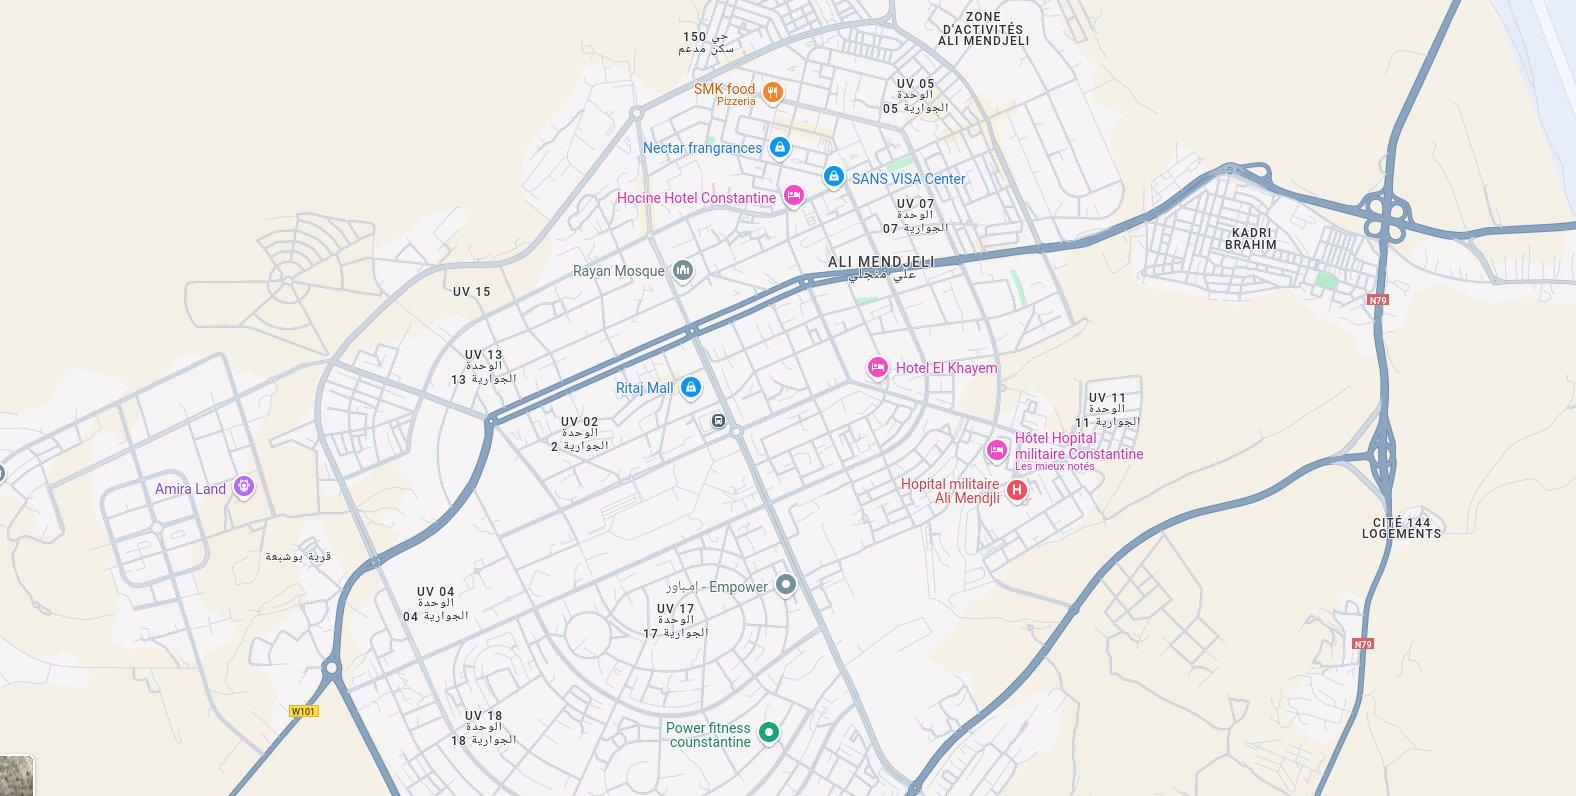 ZONE
D'ACTIVITÉS
ALI MENDJELI
حي 150
سكن مدعم
UV 05
الوحدة
الجوارية 05
SMK food
Pizzeria
Nectar frangrances
SANS VISA Center
Hocine Hotel Constantine
UV 07
الوحدة
الجوارية 07
KADRI
BRAHIM
ALI MENDJELI
علي منجلي
Rayan Mosque
UV 15
N79
UV 13
الوحدة
الجوارية 13
Hotel El Khayem
Ritaj Mall
UV 11
الوحدة
الجوارية 11
UV 02
الوحدة
الجوارية 2
Hôtel Hopital
militaire Constantine
Les mieux notés
Hopital militaire
Ali Mendjli
Amira Land
CITÉ 144
LOGEMENTS
قرية بوشبعة
إمباور - Empower
UV 04
الوحدة
الجوارية 04
UV 17
الوحدة
الجوارية 17
N79
W101
UV 18
الوحدة
الجوارية 18
Power fitness
counstantine